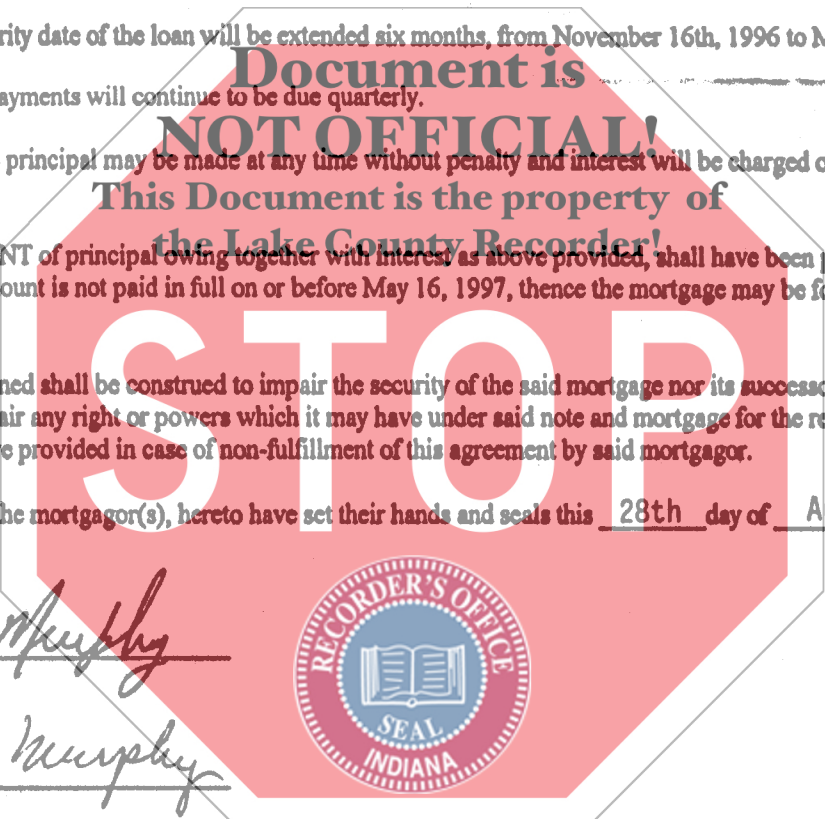 rity date of the loan will be extended six months, from November 16th, 1996 to M
Document is
ayments will continue to be due quarterly.
NOT OFFICIAL!
principal may be made at any time without penalty and interest will be charged o
This Document is the property of
the Lake County Recorder!
NT of principal owing together with interest, as above provided, shall have been p
ount is not paid in full on or before May 16, 1997, thence the mortgage may be fo
STOP
ned shall be construed to impair the security of the said mortgage nor its successo
air any right or powers which it may have under said note and mortgage for the re
e provided in case of non-fulfillment of this agreement by said mortgagor.
he mortgagor(s), hereto have set their hands and seals this 28th day of A
RECORDER'S OFFICE
SEAL
INDIANA
Murphy
Murphy